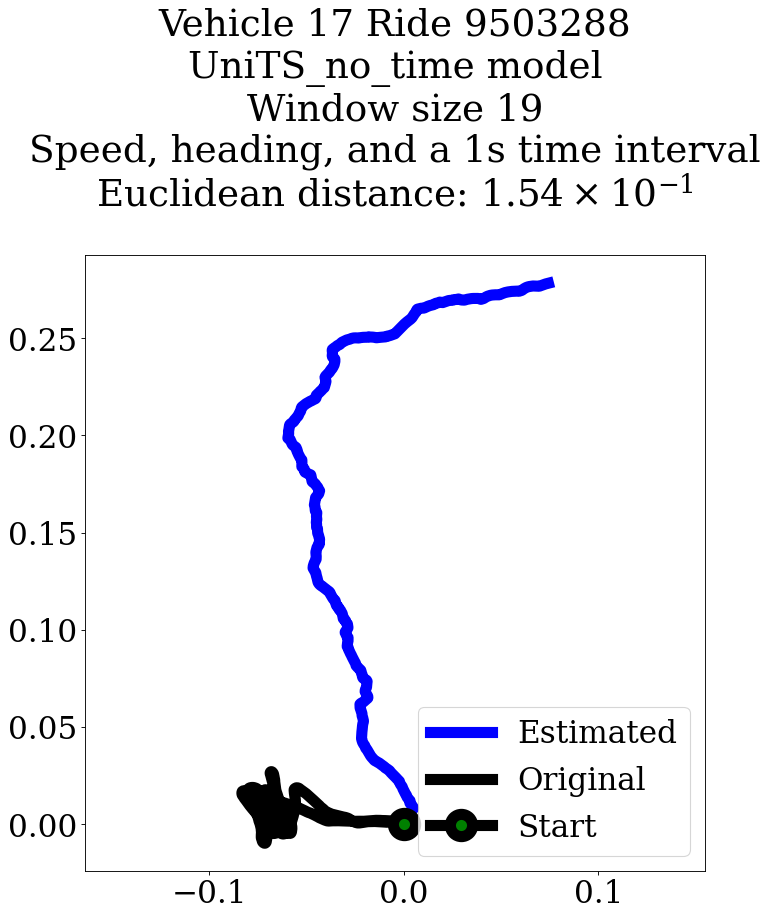 Vehicle 17 Ride 9503288
UniTS_no_time model
Window size 19
Speed, heading, and a 1s time interval
Euclidean distance: 1.54 × 10⁻¹
0.25
0.20
0.15
0.10
0.05
0.00
−0.1
0.0
0.1
Estimated
Original
Start